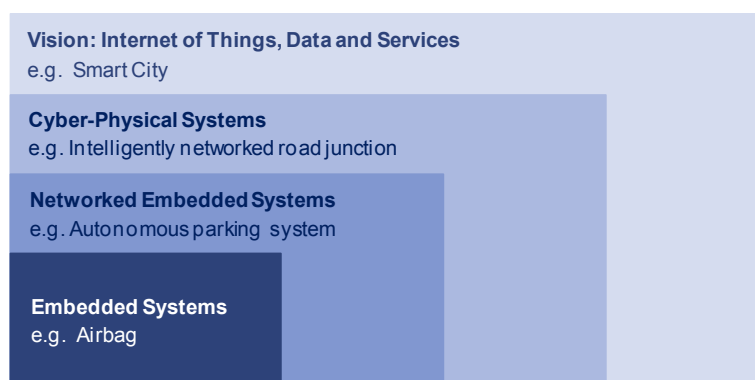 Vision: Internet of Things, Data and Services
e.g. Smart City
Cyber-Physical Systems
e.g. Intelligently networked road junction
Networked Embedded Systems
e.g. Autonomous parking system
Embedded Systems
e.g. Airbag